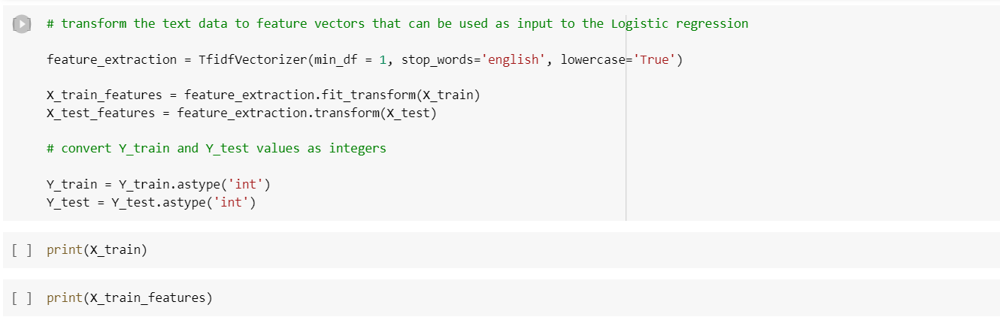 # transform the text data to feature vectors that can be used as input to the Logistic regression
feature_extraction = TfidfVectorizer(min_df = 1, stop_words='english', lowercase='True')
X_train_features = feature_extraction.fit_transform(X_train)
X_test_features = feature_extraction.transform(X_test)
# convert Y_train and Y_test values as integers
Y_train = Y_train.astype('int')
Y_test = Y_test.astype('int')
[ ] print(X_train)
[ ] print(X_train_features)